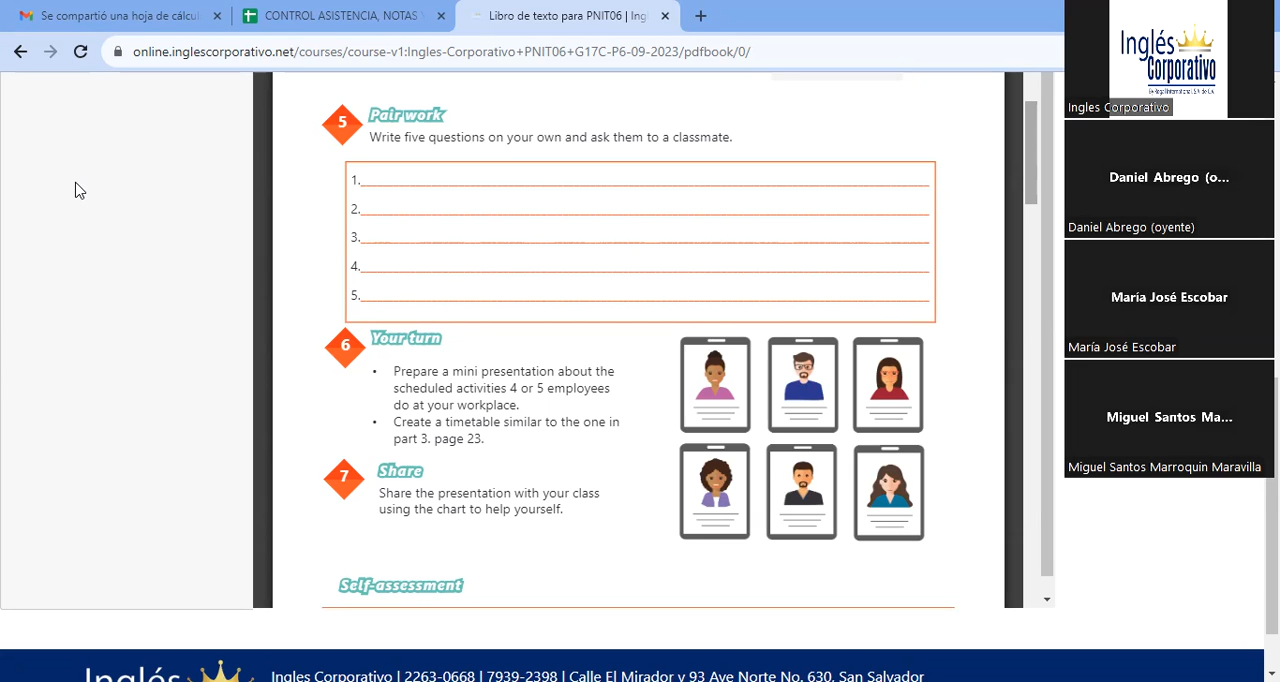 Se compartió una hoja de cálcul
CONTROL ASISTENCIA, NOTAS Y
Libro de texto para PNIT06 | Ing
online.inglescorporativo.net/courses/course-v1:Ingles-Corporativo+PNIT06+G17C-P6-09-2023/pdfbook/0/
5 Pair work
Write five questions on your own and ask them to a classmate.
1.
2.
3.
4.
5.
6 Your turn
• Prepare a mini presentation about the
scheduled activities 4 or 5 employees
do at your workplace.
• Create a timetable similar to the one in
part 3. page 23.
7 Share
Share the presentation with your class
using the chart to help yourself.
Self-assessment
Inglés
Ingles Corporativo | 2263-0668 | 7939-2398 | Calle El Mirador y 93 Ave Norte No. 630, San Salvador
Inglés
Corporativo
Ingles Corporativo
Daniel Abrego (o...
Daniel Abrego (oyente)
María José Escobar
María José Escobar
Miguel Santos Ma...
Miguel Santos Marroquin Maravilla